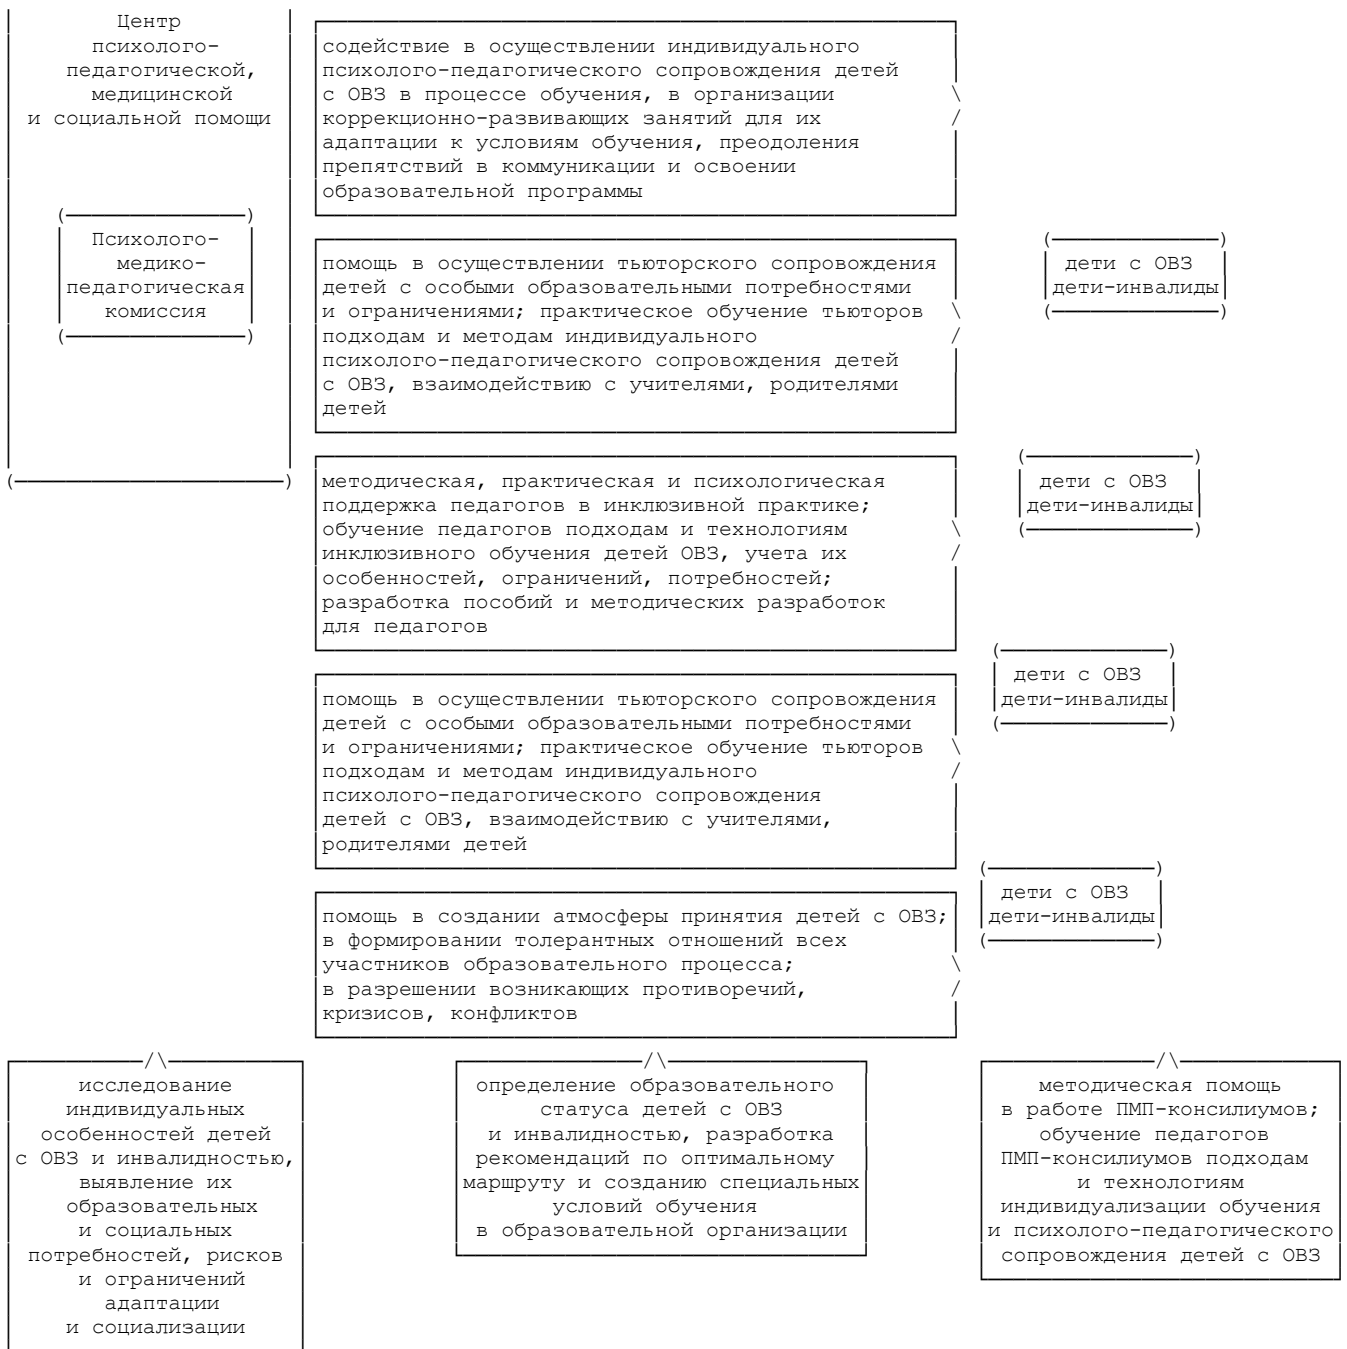 Центр
психолого-
педагогической,
медицинской
и социальной помощи
Психолого-
медико-
педагогическая
комиссия
содействие в осуществлении индивидуального
психолого-педагогического сопровождения детей
с ОВЗ в процессе обучения, в организации
коррекционно-развивающих занятий для их
адаптации к условиям обучения, преодоления
препятствий в коммуникации и освоении
образовательной программы
помощь в осуществлении тьюторского сопровождения
детей с особыми образовательными потребностями
и ограничениями; практическое обучение тьюторов
подходам и методам индивидуального
психолого-педагогического сопровождения детей
с ОВЗ, взаимодействию с учителями, родителями
детей
дети с ОВЗ
дети-инвалиды
методическая, практическая и психологическая
поддержка педагогов в инклюзивной практике;
обучение педагогов подходам и технологиям
инклюзивного обучения детей ОВЗ, учета их
особенностей, ограничений, потребностей;
разработка пособий и методических разработок
для педагогов
дети с ОВЗ
дети-инвалиды
помощь в осуществлении тьюторского сопровождения
детей с особыми образовательными потребностями
и ограничениями; практическое обучение тьюторов
подходам и методам индивидуального
психолого-педагогического сопровождения
детей с ОВЗ, взаимодействию с учителями,
родителями детей
дети с ОВЗ
дети-инвалиды
помощь в создании атмосферы принятия детей с ОВЗ;
в формировании толерантных отношений всех
участников образовательного процесса;
в разрешении возникающих противоречий,
кризисов, конфликтов
дети с ОВЗ
дети-инвалиды
исследование
индивидуальных
особенностей детей
с ОВЗ и инвалидностью,
выявление их
образовательных
и социальных
потребностей, рисков
и ограничений
адаптации
и социализации
определение образовательного
статуса детей с ОВЗ
и инвалидностью, разработка
рекомендаций по оптимальному
маршруту и созданию специальных
условий обучения
в образовательной организации
методическая помощь
в работе ПМП-консилиумов;
обучение педагогов
ПМП-консилиумов подходам
и технологиям
индивидуализации обучения
и психолого-педагогического
сопровождения детей с ОВЗ